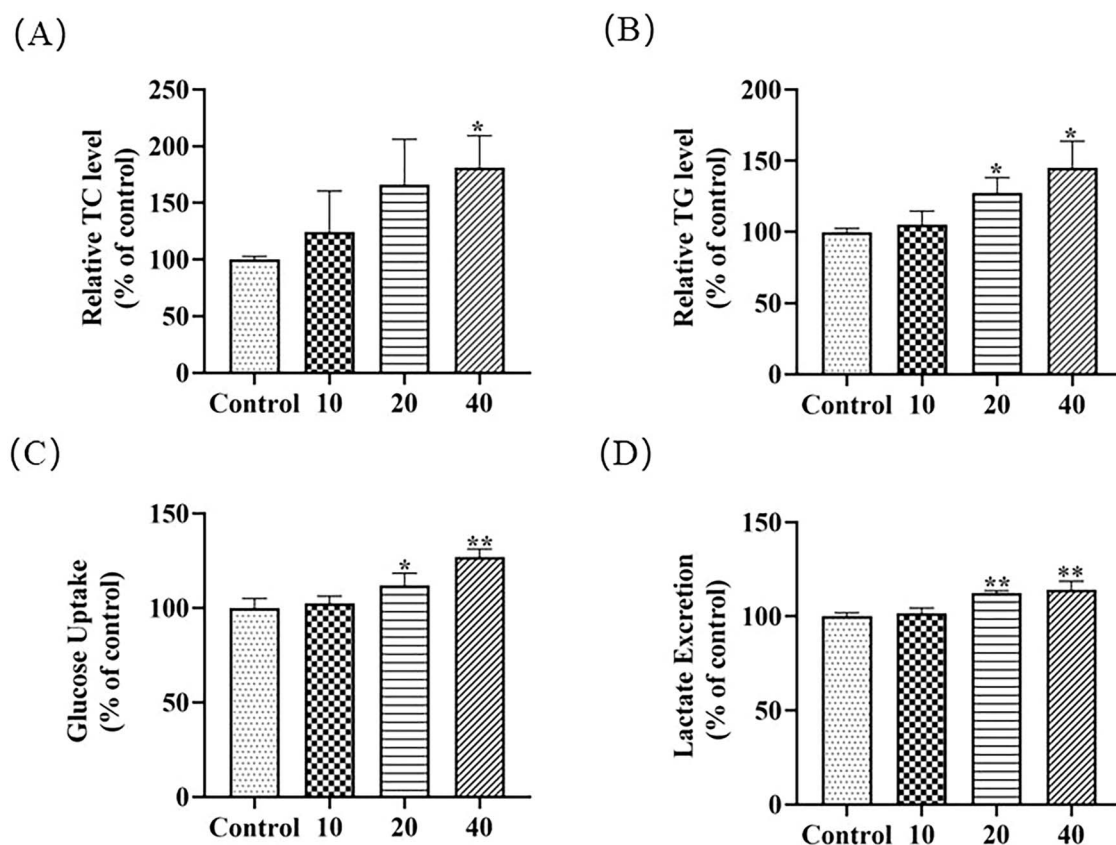 (A)
Relative TC level
(% of control)
250
200
150
100
50
0
*
Control 10 20 40
(B)
Relative TG level
(% of control)
200
150
100
50
0
* *
Control 10 20 40
(C)
Glucose Uptake
(% of control)
150
100
50
0
* **
Control 10 20 40
(D)
Lactate Excretion
(% of control)
150
100
50
0
** **
Control 10 20 40